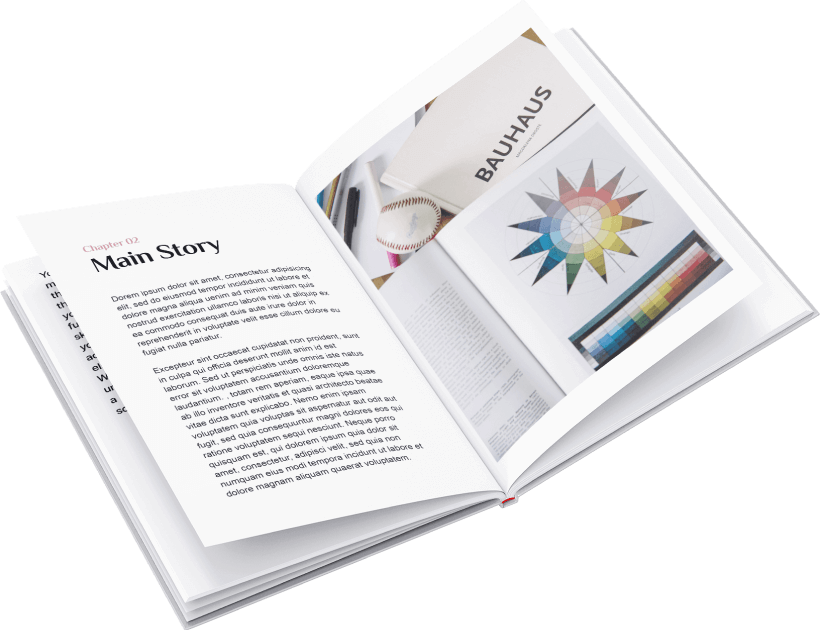 Chapter 02
Main Story
Dorem ipsum dolor sit amet, consectetur adipisicing
elit, sed do eiusmod tempor incididunt ut labore et
dolore magna aliqua uenim ad minim veniam quis
nostrud exercitation ullamco laboris nisi ut aliquip ex
ea commodo consequat duis aute irure dolor in
reprehenderit in voluptate velit esse cillum dolore eu
fugiat nulla pariatur.
Excepteur sint occaecat cupidatat non proident, sunt
in culpa qui officia deserunt mollit anim id est
laborum. Sed ut perspiciatis unde omnis iste natus
error sit voluptatem accusantium doloremque
laudantium, , totam rem aperiam, eaque ipsa quae
ab illo inventore veritatis et quasi architecto beatae
vitae dicta sunt explicabo. Nemo enim ipsam
voluptatem quia voluptas sit aspernatur aut odit aut
fugit, sed quia consequuntur magni dolores eos qui
ratione voluptatem sequi nesciunt. Neque porro
quisquam est, qui dolorem ipsum quia dolor sit
amet, consectetur, adipisci velit, sed quia non
numquam eius modi tempora incidunt ut labore et
dolore magnam aliquam quaerat voluptatem.
BAUHAUS